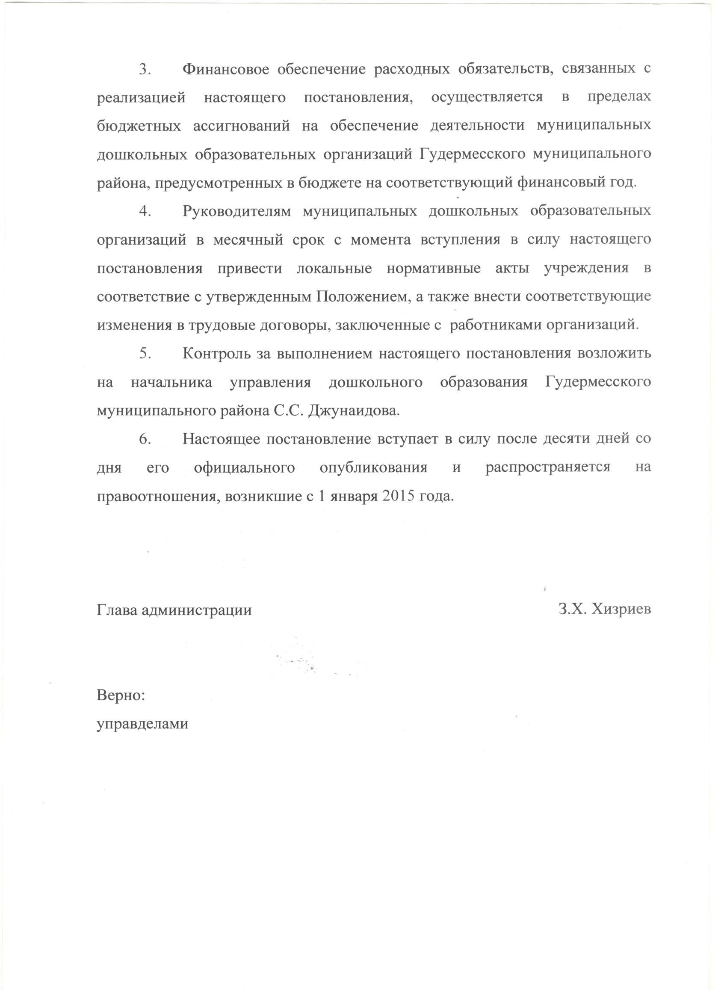 3. Финансовое обеспечение расходных обязательств, связанных с
реализацией настоящего постановления, осуществляется в пределах
бюджетных ассигнований на обеспечение деятельности муниципальных
дошкольных образовательных организаций Гудермесского муниципального
района, предусмотренных в бюджете на соответствующий финансовый год.
4. Руководителям муниципальных дошкольных образовательных
организаций в месячный срок с момента вступления в силу настоящего
постановления привести локальные нормативные акты учреждения в
соответствие с утвержденным Положением, а также внести соответствующие
изменения в трудовые договоры, заключенные с работниками организаций.
5. Контроль за выполнением настоящего постановления возложить
на начальника управления дошкольного образования Гудермесского
муниципального района С.С. Джунаидова.
6. Настоящее постановление вступает в силу после десяти дней со
дня его официального опубликования и распространяется на
правоотношения, возникшие с 1 января 2015 года.
Глава администрации З.Х. Хизриев
Верно:
управделами